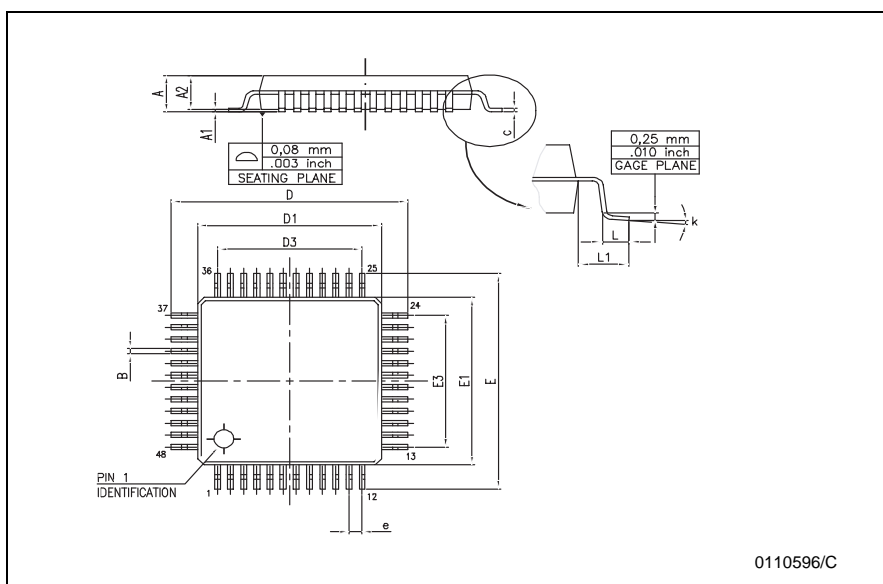 A
A2
A1
c
0,08 mm
.003 inch
SEATING PLANE
0,25 mm
.010 inch
GAGE PLANE
k
L
L1
D
D1
D3
36
25
37
24
B
E3
E1
E
48
13
PIN 1
IDENTIFICATION
1
12
e
0110596/C